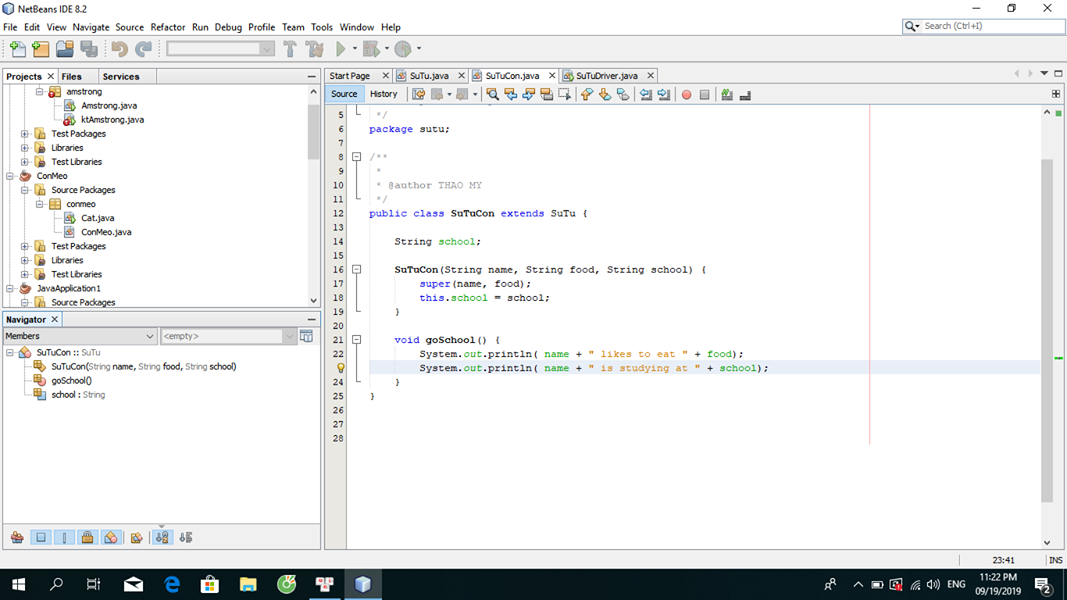 NetBeans IDE 8.2
File Edit View Navigate Source Refactor Run Debug Profile Team Tools Window Help
Search (Ctrl+I)
Projects Files Services
amstrong
Amstrong.java
ktAmstrong.java
Test Packages
Libraries
Test Libraries
ConMeo
Source Packages
conmeo
Cat.java
ConMeo.java
Test Packages
Libraries
Test Libraries
JavaApplication1
Source Packages
Navigator
Members
<empty>
SuTuCon :: SuTu
SuTuCon(String name, String food, String school)
goSchool()
school : String
Start Page SuTu.java SuTuCon.java SuTuDriver.java
Source History
5 */
6 package sutu;
7
8 /**
9 *
10 * @author THAO MY
11 */
12 public class SuTuCon extends SuTu {
13
14 String school;
15
16 SuTuCon(String name, String food, String school) {
17 super(name, food);
18 this.school = school;
19 }
20
21 void goSchool() {
22 System.out.println( name + " likes to eat " + food);
System.out.println( name + " is studying at " + school);
24 }
25 }
26
27
28
23:41 INS
ENG
11:22 PM
09/19/2019
2